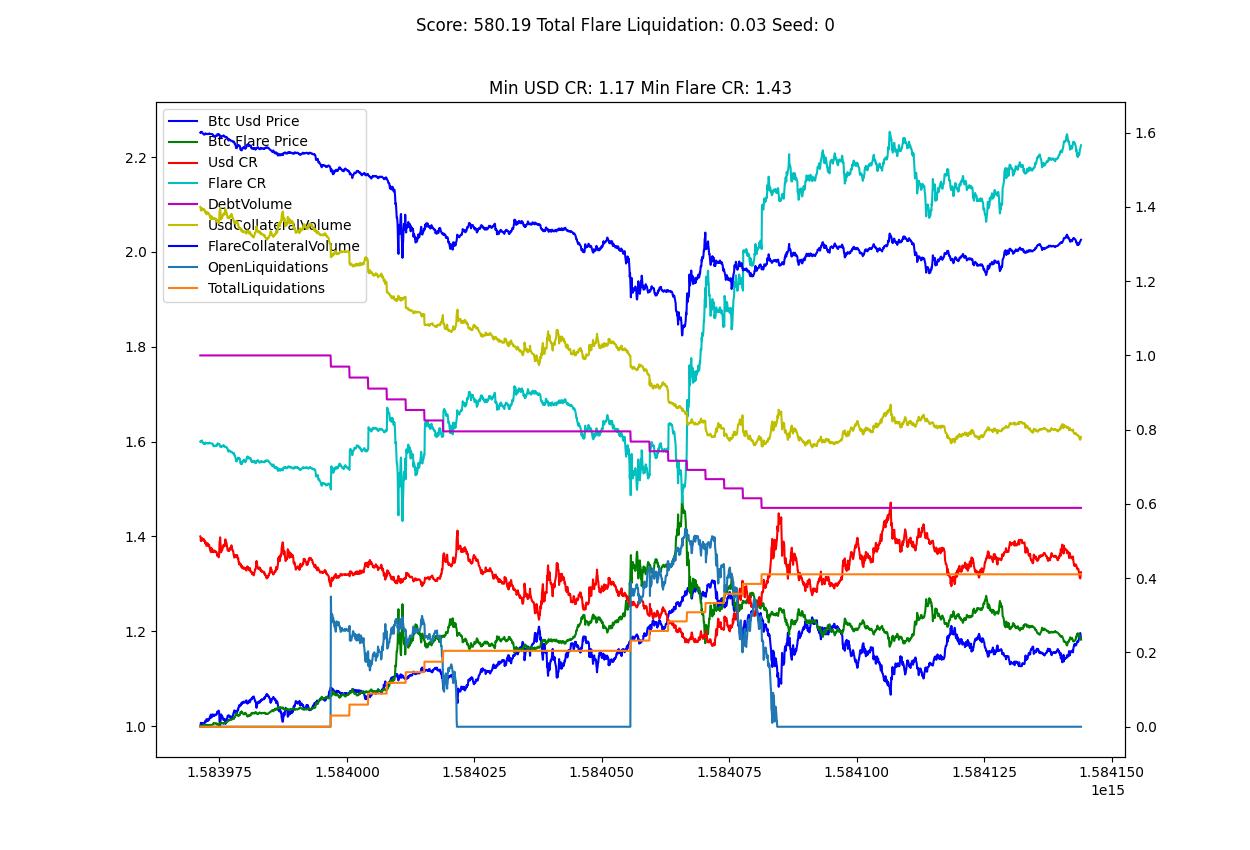 Score: 580.19 Total Flare Liquidation: 0.03 Seed: 0
Min USD CR: 1.17 Min Flare CR: 1.43
Btc Usd Price
Btc Flare Price
Usd CR
Flare CR
DebtVolume
UsdCollateralVolume
FlareCollateralVolume
OpenLiquidations
TotalLiquidations
2.2
2.0
1.8
1.6
1.4
1.2
1.0
1.6
1.4
1.2
1.0
0.8
0.6
0.4
0.2
0.0
1.583975 1.584000 1.584025 1.584050 1.584075 1.584100 1.584125 1.584150
1e15